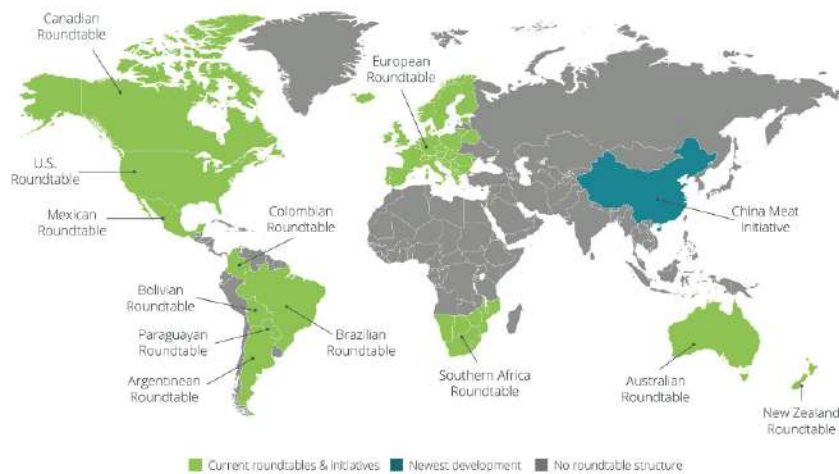 Canadian
Roundtable
European
Roundtable
U.S.
Roundtable
Mexican
Roundtable
Colombian
Roundtable
China Meat
Initiative
Bolivian
Roundtable
Paraguayan
Roundtable
Brazilian
Roundtable
Argentinean
Roundtable
Southern Africa
Roundtable
Australian
Roundtable
New Zealand
Roundtable
Current roundtables & initiatives
Newest development
No roundtable structure